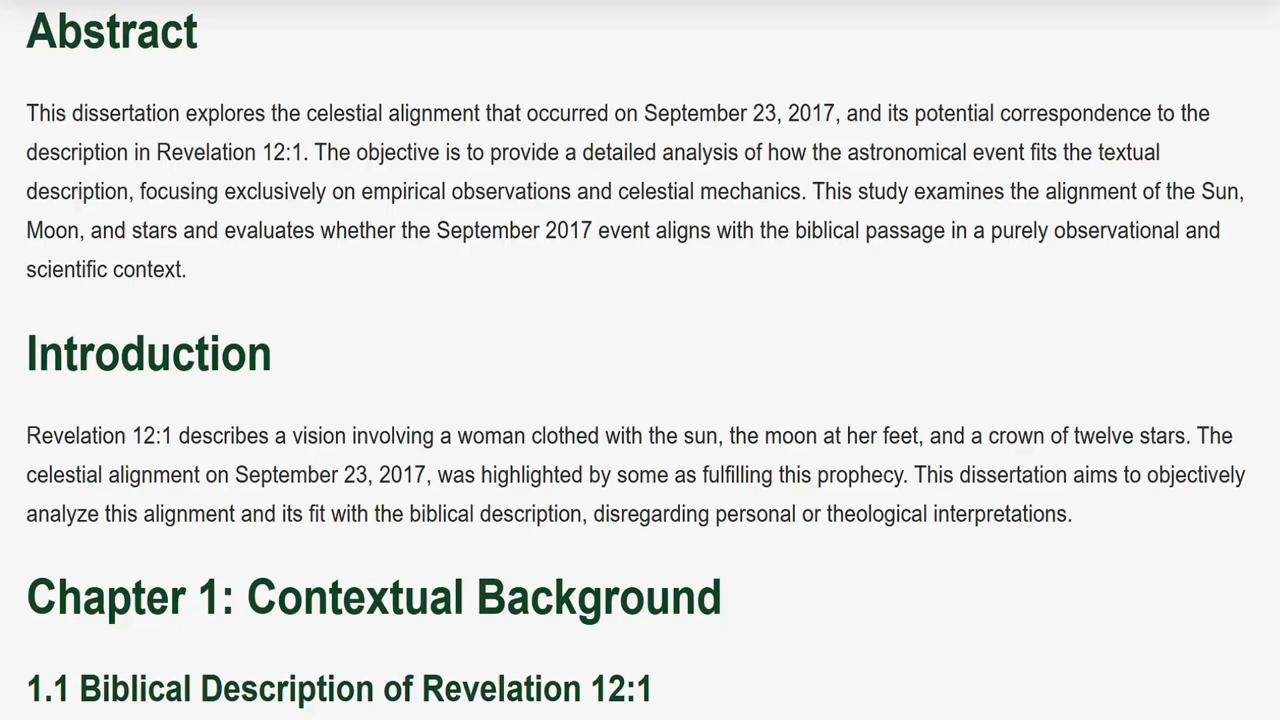 Abstract
This dissertation explores the celestial alignment that occurred on September 23, 2017, and its potential correspondence to the
description in Revelation 12:1. The objective is to provide a detailed analysis of how the astronomical event fits the textual
description, focusing exclusively on empirical observations and celestial mechanics. This study examines the alignment of the Sun,
Moon, and stars and evaluates whether the September 2017 event aligns with the biblical passage in a purely observational and
scientific context.
Introduction
Revelation 12:1 describes a vision involving a woman clothed with the sun, the moon at her feet, and a crown of twelve stars. The
celestial alignment on September 23, 2017, was highlighted by some as fulfilling this prophecy. This dissertation aims to objectively
analyze this alignment and its fit with the biblical description, disregarding personal or theological interpretations.
Chapter 1: Contextual Background
1.1 Biblical Description of Revelation 12:1